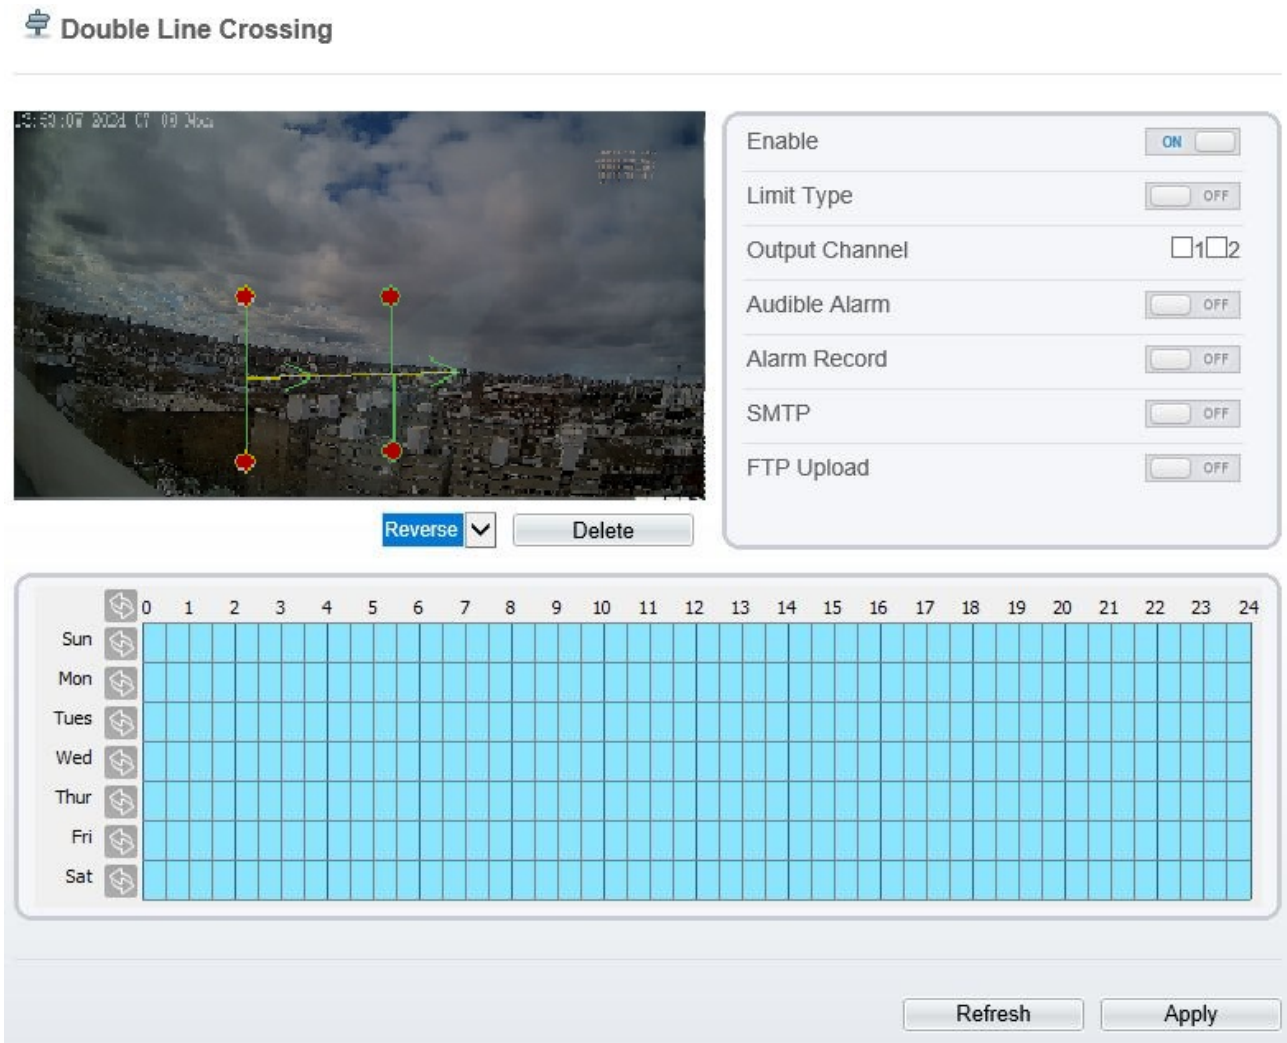 Double Line Crossing
Enable ON
Limit Type OFF
Output Channel 1 2
Audible Alarm OFF
Alarm Record OFF
SMTP OFF
FTP Upload OFF
Reverse Delete
0 1 2 3 4 5 6 7 8 9 10 11 12 13 14 15 16 17 18 19 20 21 22 23 24
Sun
Mon
Tues
Wed
Thur
Fri
Sat
Refresh Apply